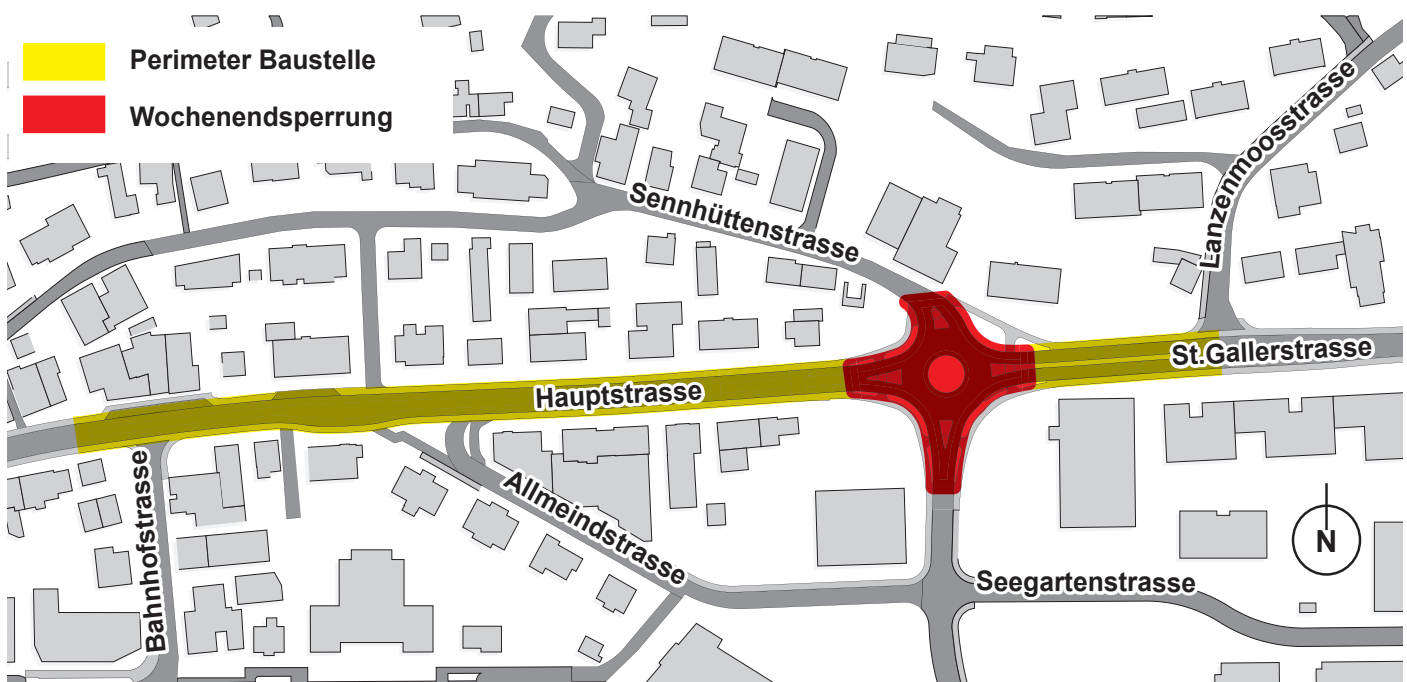 Perimeter Baustelle
Wochenendsperrung
Sennhüttenstrasse
Lanzenmoosstrasse
St.Gallerstrasse
Hauptstrasse
Bahnhofstrasse
Allmeindstrasse
Seegartenstrasse
N